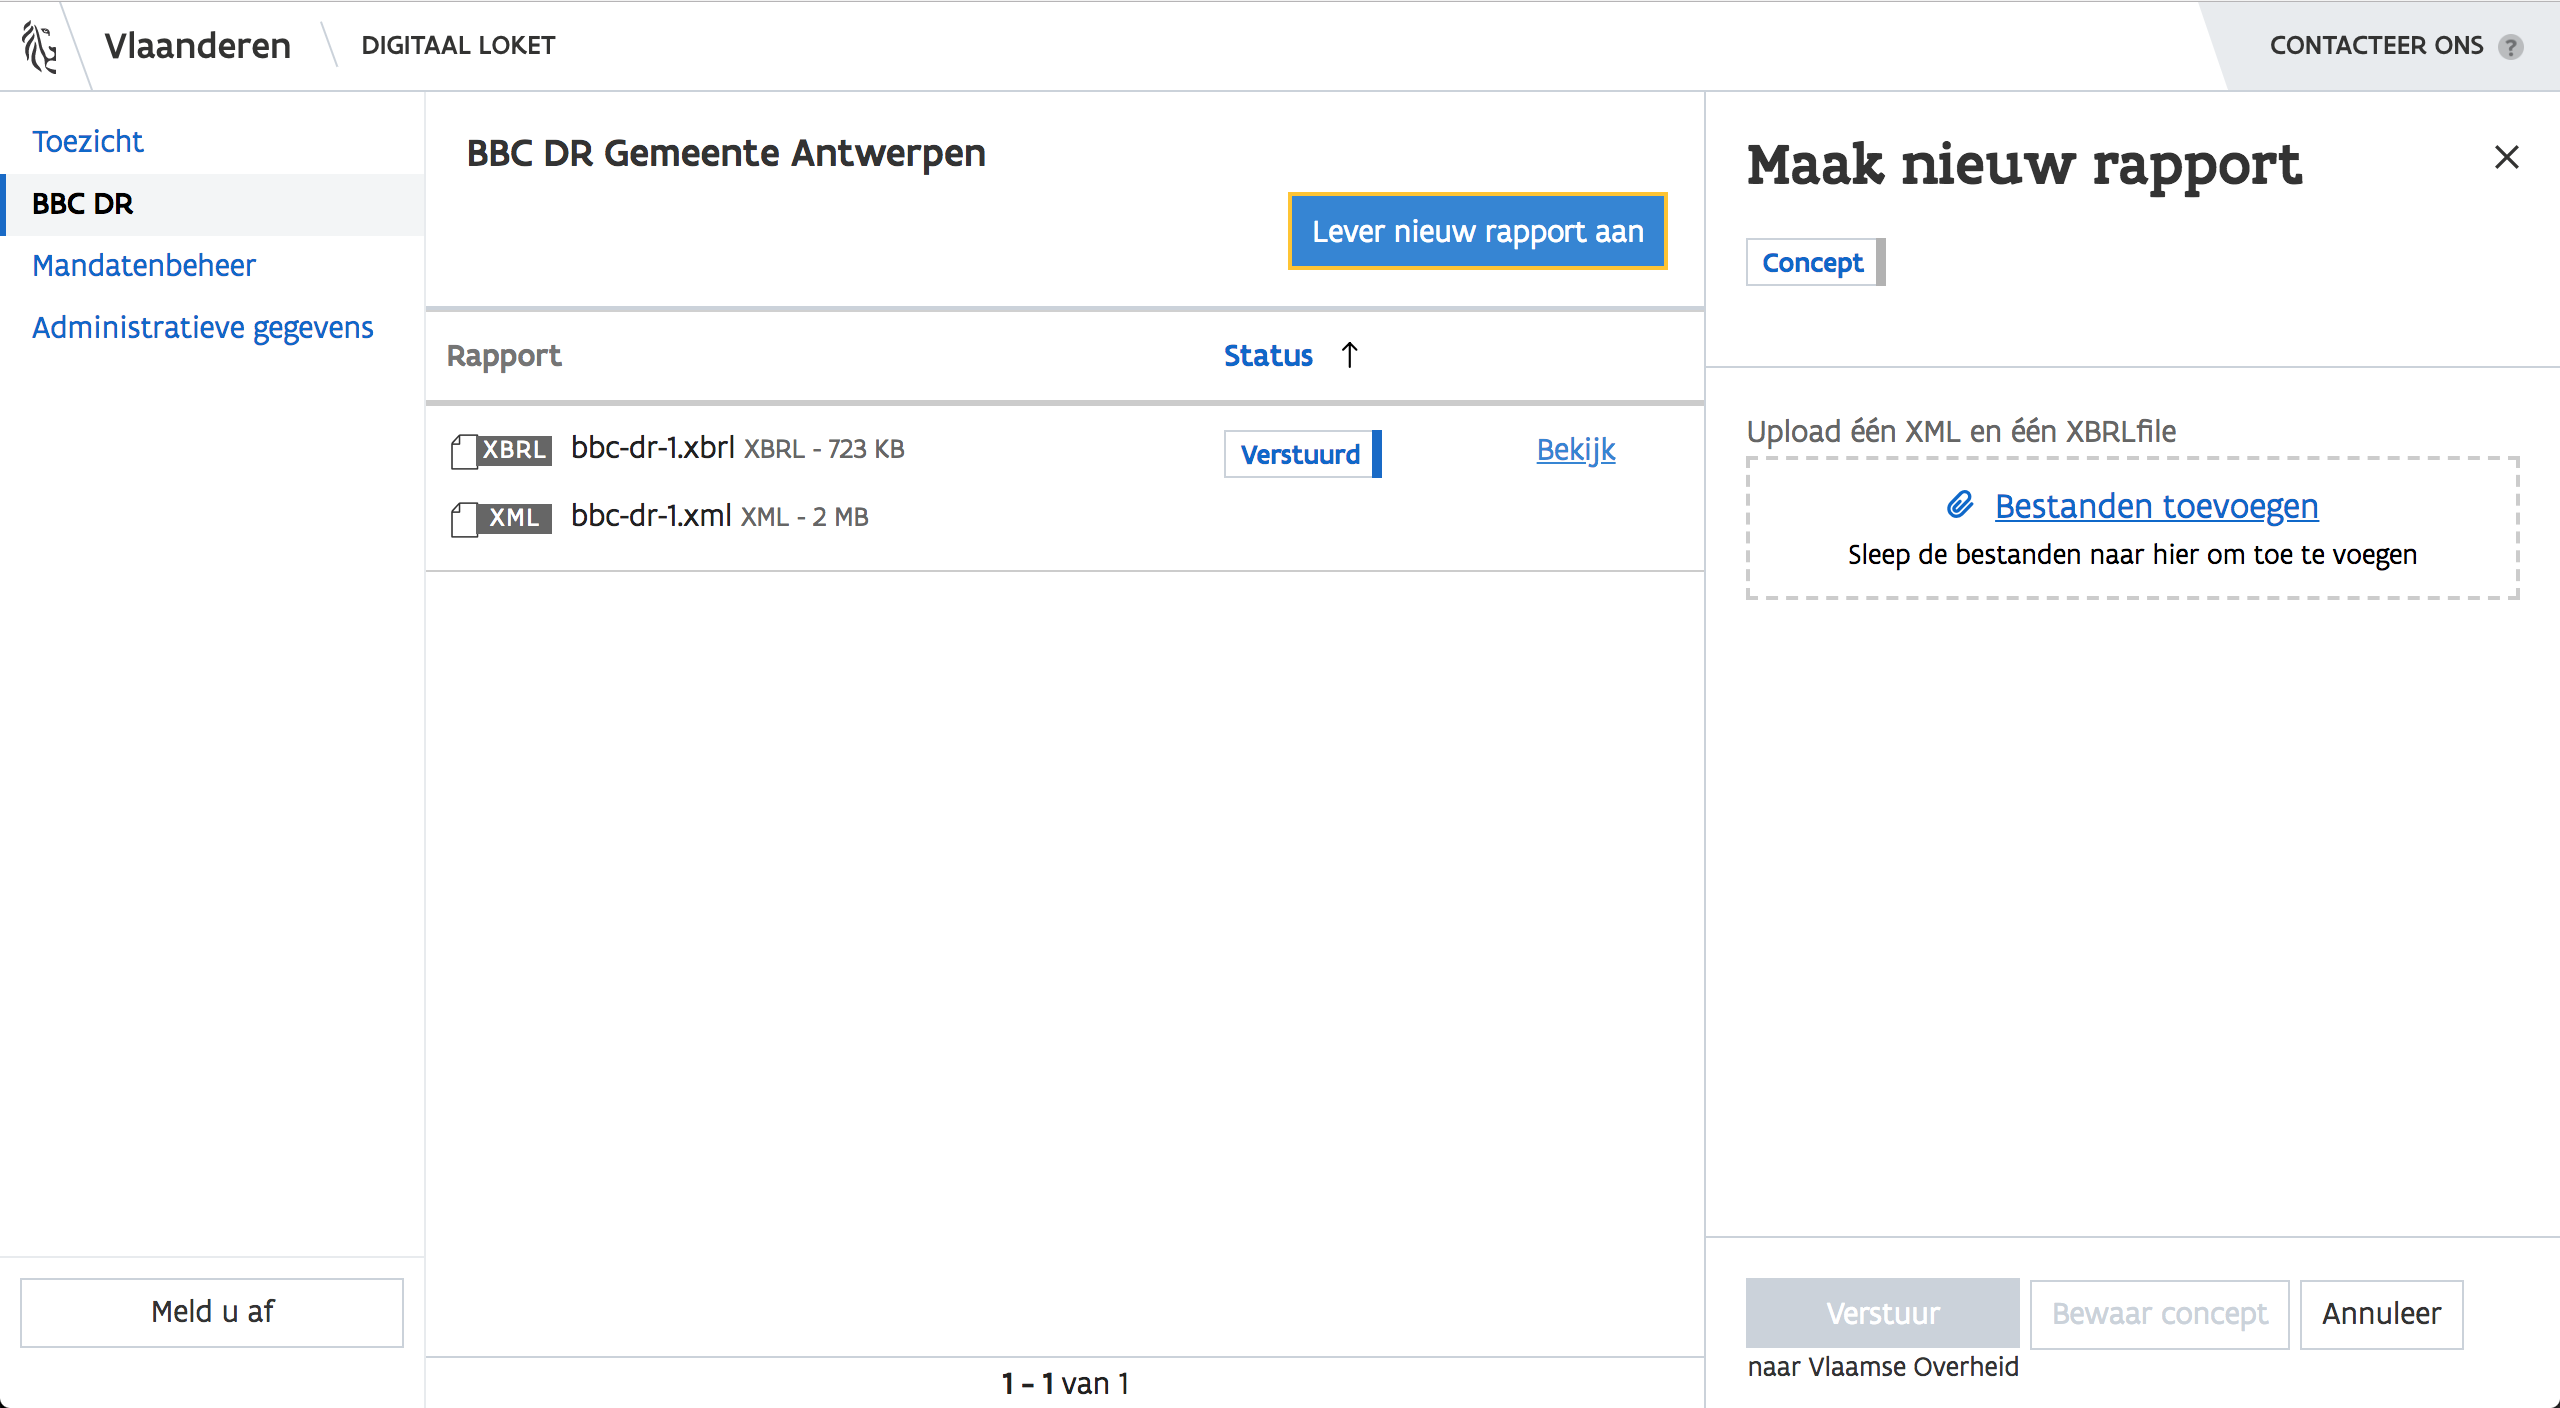 Vlaanderen
DIGITAAL LOKET
CONTACTEER ONS ?
Toezicht
BBC DR
Mandatenbeheer
Administratieve gegevens
Meld u af
BBC DR Gemeente Antwerpen
Lever nieuw rapport aan
Rapport Status ↑
XBRL bbc-dr-1.xbrl XBRL - 723 KB Verstuurd Bekijk
XML bbc-dr-1.xml XML - 2 MB
1 - 1 van 1
Maak nieuw rapport
Concept
Upload één XML en één XBRLfile
Bestanden toevoegen
Sleep de bestanden naar hier om toe te voegen
Verstuur Bewaar concept Annuleer
naar Vlaamse Overheid